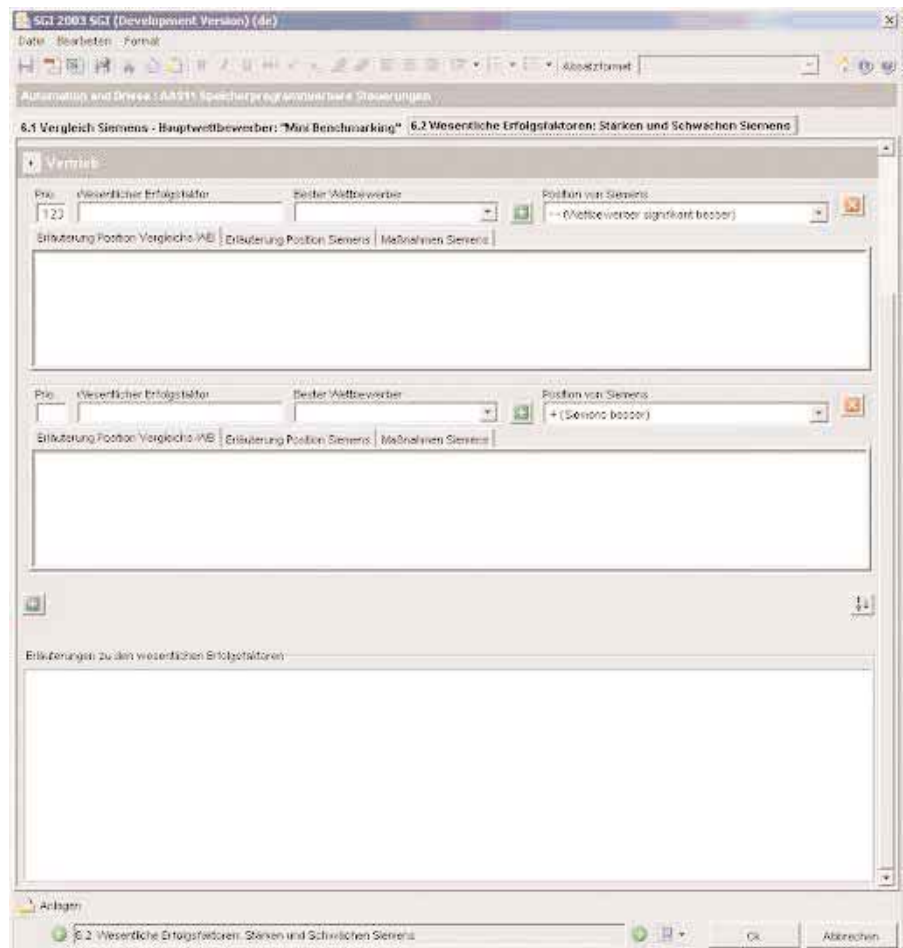 SGI 2003 SGI (Development Version) (de)
Datei Bearbeiten Format
Absatzformat
Automation and Drives : A&D11 Speicherprogrammierbare Steuerungen
6.1 Vergleich Siemens - Hauptwettbewerber: "Mini Benchmarking" 6.2 Wesentliche Erfolgsfaktoren: Stärken und Schwächen Siemens
Vertrieb
Prio. Wesentlicher Erfolgsfaktor Bester Wettbewerber Position von Siemens
123 -- (Wettbewerber signifikant besser)
Erläuterung Position Vergleichs-WB Erläuterung Position Siemens Maßnahmen Siemens
Prio. Wesentlicher Erfolgsfaktor Bester Wettbewerber Position von Siemens
+ (Siemens besser)
Erläuterung Position Vergleichs-WB Erläuterung Position Siemens Maßnahmen Siemens
Erläuterungen zu den wesentlichen Erfolgsfaktoren
Anlagen
6.2 Wesentliche Erfolgsfaktoren: Stärken und Schwächen Siemens Ok Abbrechen